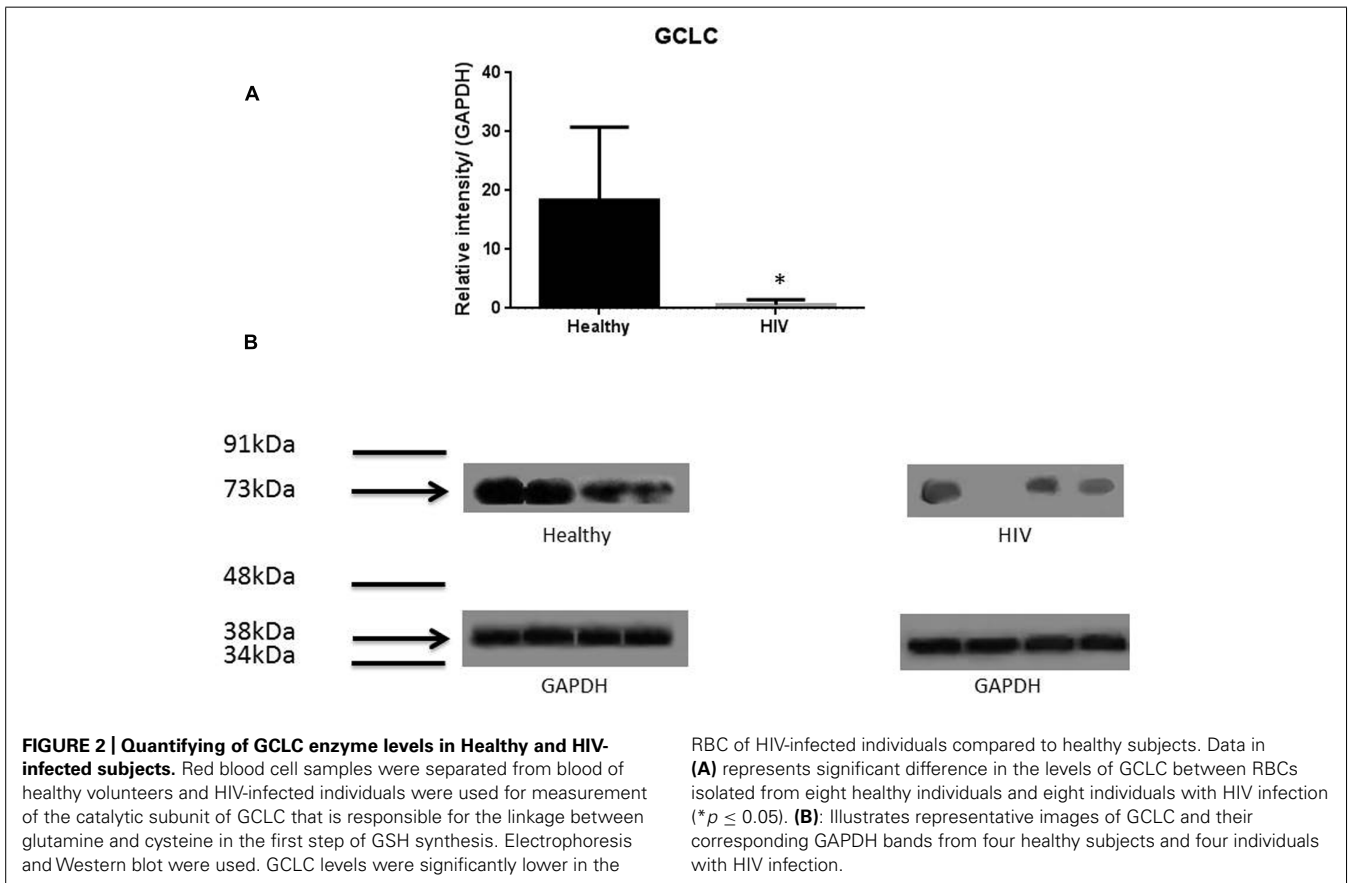 GCLC
A
40
30
20
10
0
Relative intensity/ (GAPDH)
*
Healthy
HIV
B
91kDa
73kDa
Healthy
HIV
48kDa
38kDa
34kDa
GAPDH
GAPDH
FIGURE 2 | Quantifying of GCLC enzyme levels in Healthy and HIV-
infected subjects. Red blood cell samples were separated from blood of
healthy volunteers and HIV-infected individuals were used for measurement
of the catalytic subunit of GCLC that is responsible for the linkage between
glutamine and cysteine in the first step of GSH synthesis. Electrophoresis
and Western blot were used. GCLC levels were significantly lower in the
RBC of HIV-infected individuals compared to healthy subjects. Data in
(A) represents significant difference in the levels of GCLC between RBCs
isolated from eight healthy individuals and eight individuals with HIV infection
(*p ≤ 0.05). (B): Illustrates representative images of GCLC and their
corresponding GAPDH bands from four healthy subjects and four individuals
with HIV infection.